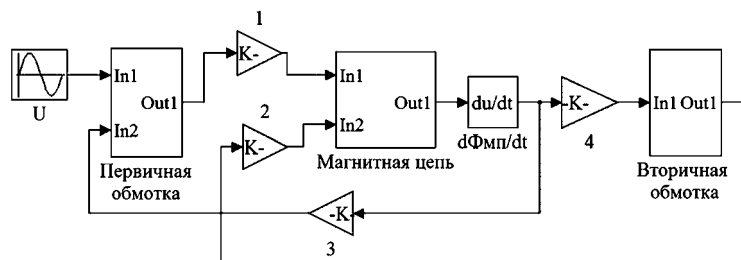 1
K-
In1
Out1
In2
U
Первичная
обмотка
2
K-
In1
Out1
In2
Магнитная цепь
du/dt
dФмп/dt
-K-
4
In1 Out1
Вторичная
обмотка
-K
3